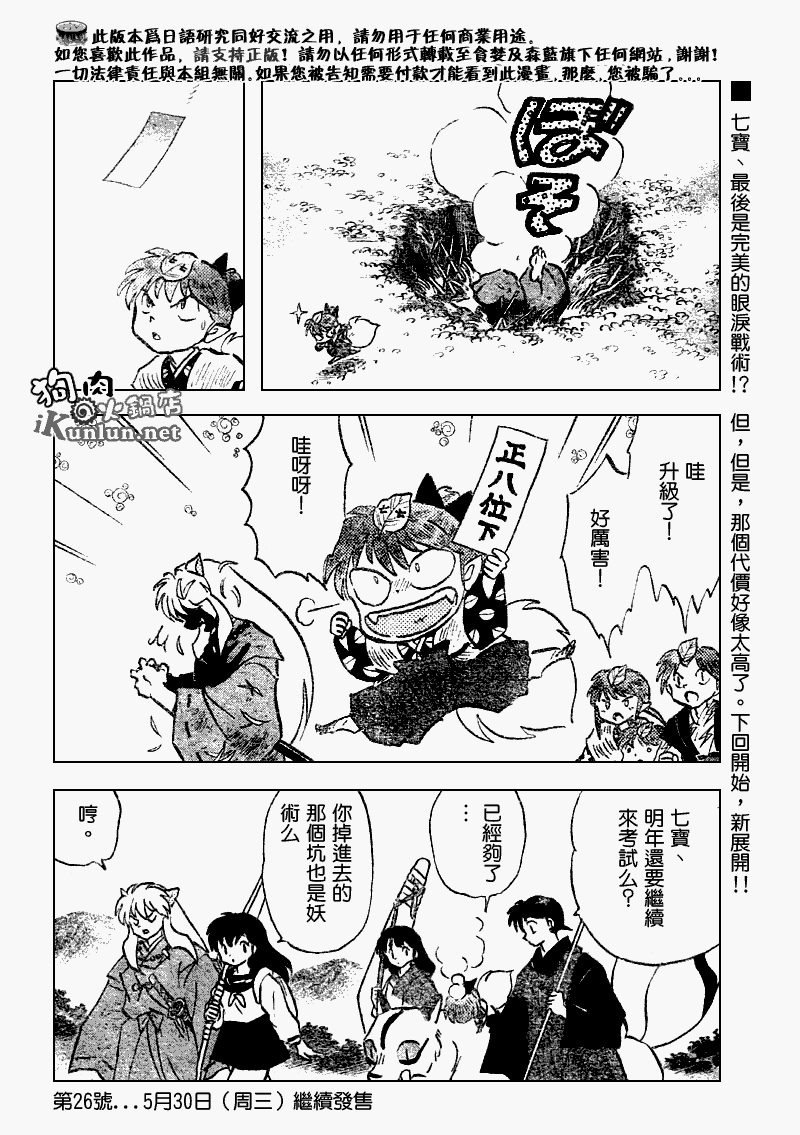 此版本爲日語研究同好交流之用，請勿用于任何商業用途。
如您喜歡此作品，請支持正版！請勿以任何形式轉載至貪婪及森藍旗下任何網站，謝謝！
一切法律責任與本組無關。如果您被告知需要付款才能看到此漫畫，那麼，您被騙了...
■七寶、最後是完美的眼淚戰術!?但，但是，那個代價好像太高了。下回開始，新展開!!
ぼそ
狗肉
火鍋店
iKunlun.net
哇
升級了！
好厲害！
正八位下
哇呀呀！
七寶、
明年還要繼續
來考試么？
已經夠了
...
你掉進去的
那個坑也是妖
術么
哼。
第26號...5月30日（周三）繼續發售